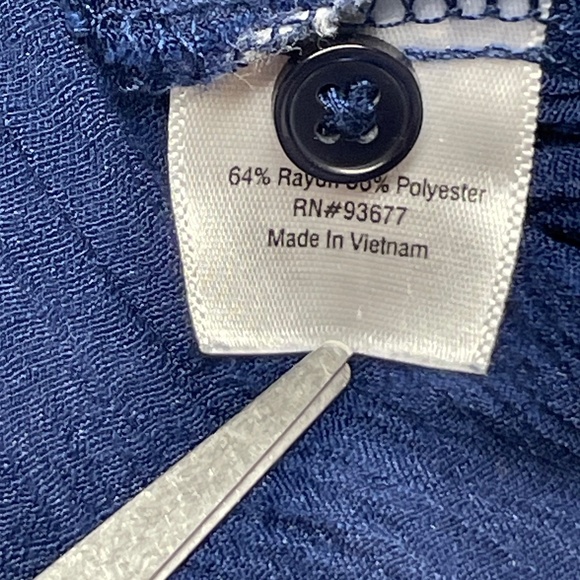 64% Rayon 36% Polyester
RN#93677
Made In Vietnam